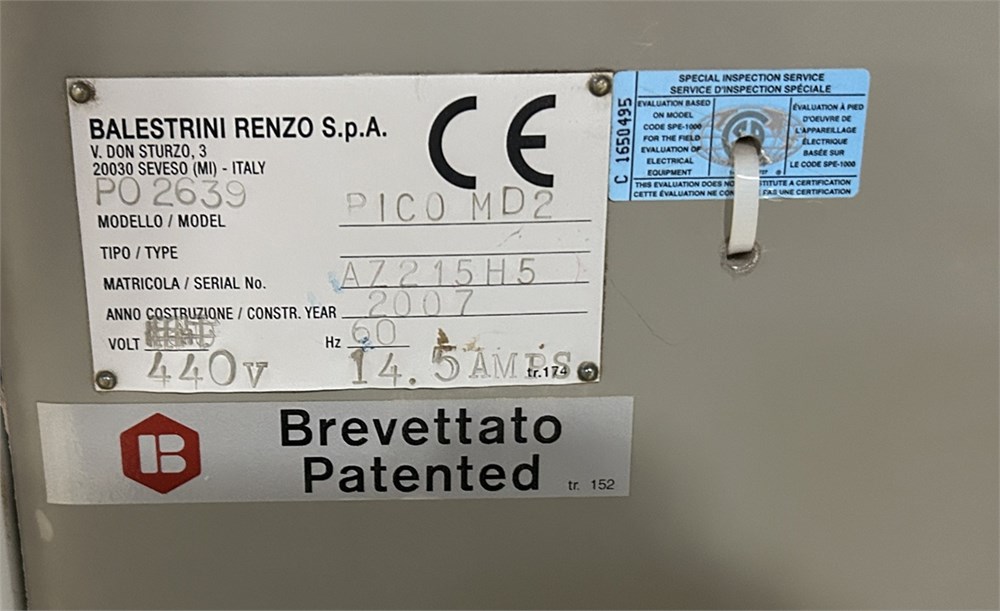 BALESTRINI RENZO S.p.A.
V. DON STURZO, 3
20030 SEVESO (MI) - ITALY
CE
PO 2639
MODELLO / MODEL PICO MD2
TIPO / TYPE
MATRICOLA / SERIAL No. AZ215H5
ANNO COSTRUZIONE / CONSTR. YEAR 2007
VOLT Hz 60
440V 14.5 AMPS
tr.174
B
Brevettato
Patented
tr. 152
SPECIAL INSPECTION SERVICE
SERVICE D'INSPECTION SPÉCIALE
C 1650495
EVALUATION BASED
ON MODEL
CODE SPE-1000
FOR THE FIELD
EVALUATION OF
ELECTRICAL
EQUIPMENT
ÉVALUATION À PIED
D'OEUVRE DE
L'APPAREILLAGE
ÉLECTRIQUE
BASÉE SUR
LE CODE SPE-1000
THIS EVALUATION DOES A CERTIFICATION
CETTE ÉVALUATION NE UNE CERTIFICATION